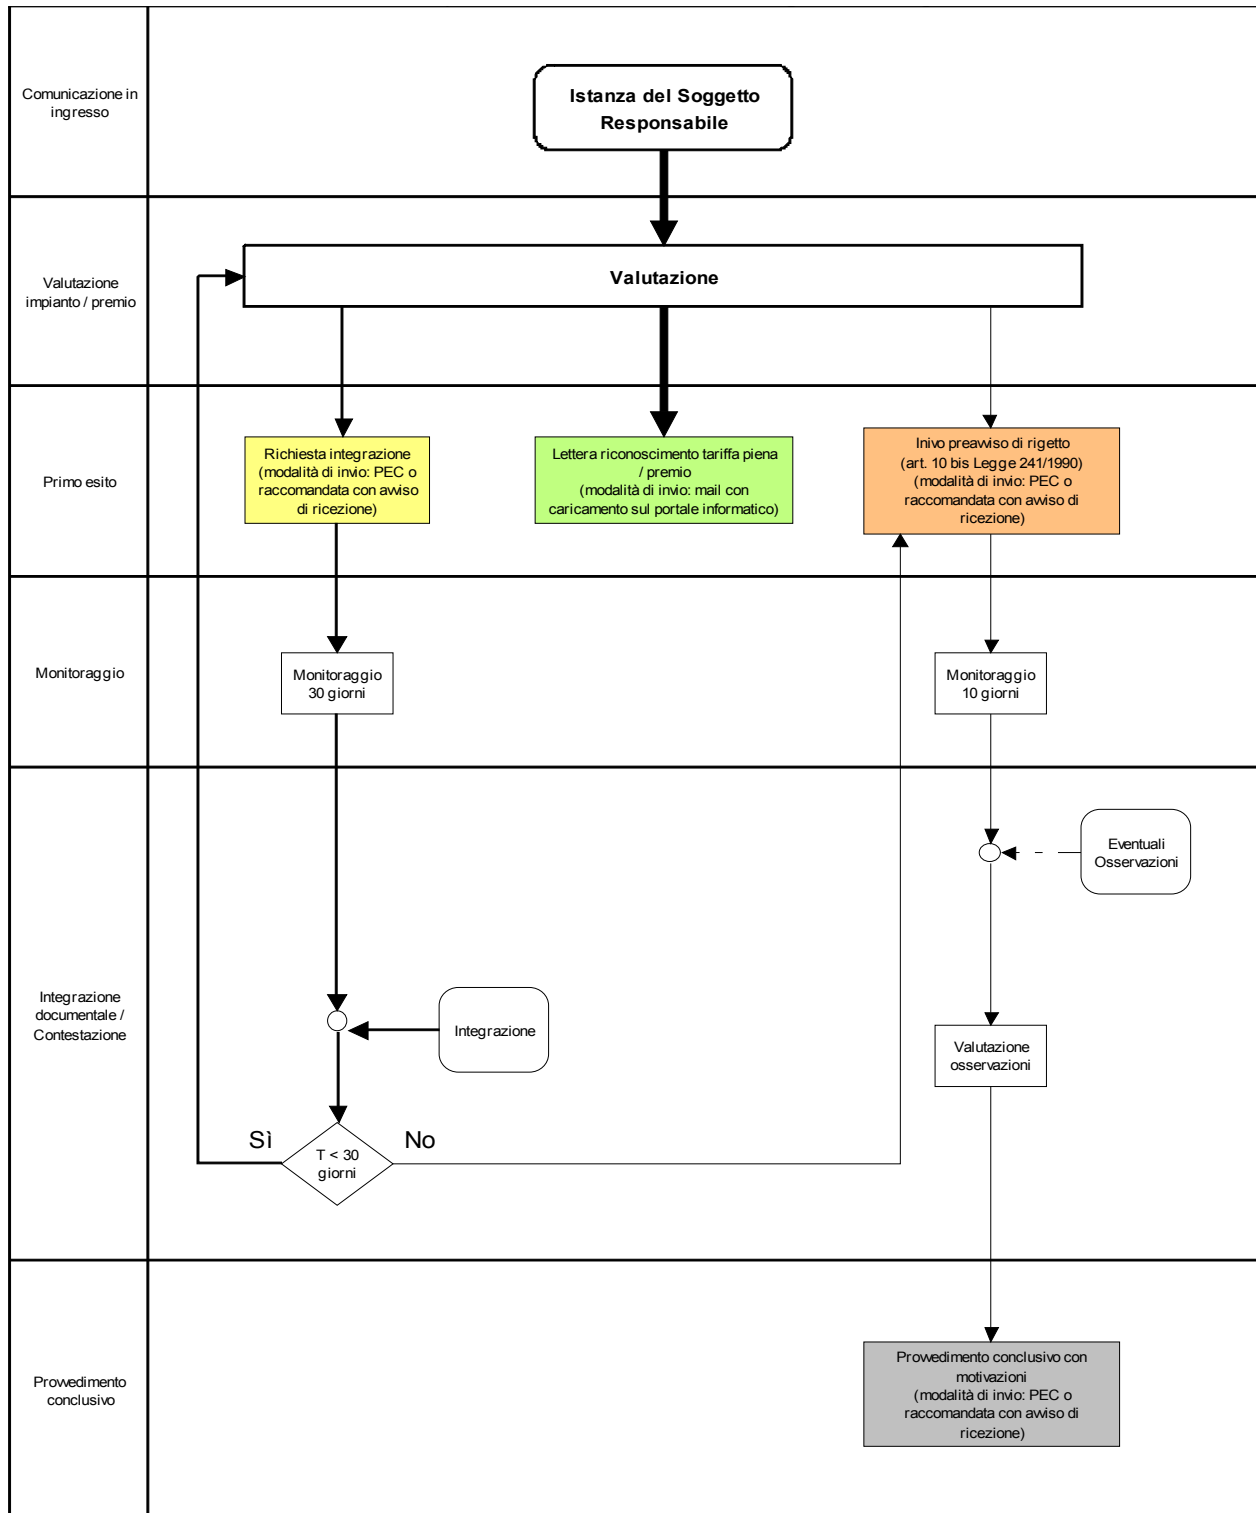 Comunicazione in
ingresso
Istanza del Soggetto
Responsabile
Valutazione
impianto / premio
Valutazione
Primo esito
Richiesta integrazione
(modalità di invio: PEC o
raccomandata con avviso
di ricezione)
Lettera riconoscimento tariffa piena
/ premio
(modalità di invio: mail con
caricamento sul portale informatico)
Inivo preavviso di rigetto
(art. 10 bis Legge 241/1990)
(modalità di invio: PEC o
raccomandata con avviso di
ricezione)
Monitoraggio
Monitoraggio
30 giorni
Monitoraggio
10 giorni
Integrazione
documentale /
Contestazione
Eventuali
Osservazioni
Integrazione
Valutazione
osservazioni
Sì
T < 30
giorni
No
Provvedimento
conclusivo
Provvedimento conclusivo con
motivazioni
(modalità di invio: PEC o
raccomandata con avviso di
ricezione)